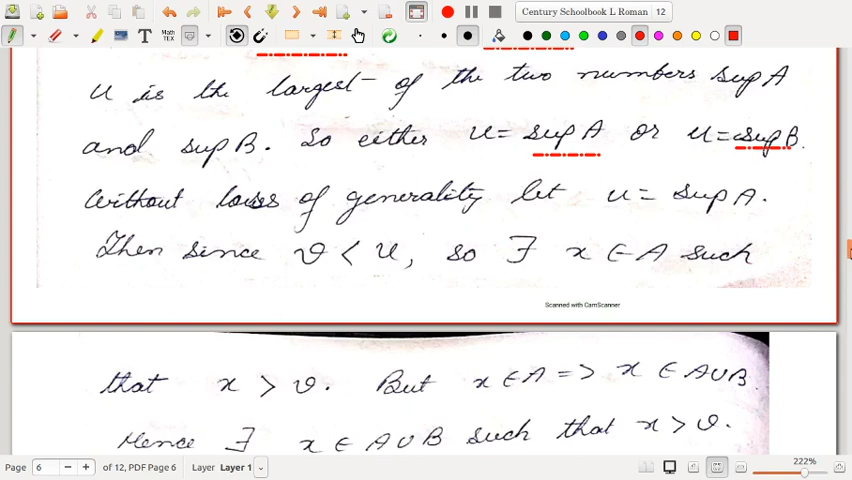 Century Schoolbook L Roman 12
Math TEX
u is the largest of the two numbers sup A
and sup B. So either u = sup A or u = sup B.
Without loss of generality let u = sup A.
Then since v < u, so ∃ x ∈ A such
Scanned with CamScanner
that x > v. But x ∈ A => x ∈ A∪B.
Hence ∃ x ∈ A∪B such that x > v.
Page 6 of 12, PDF Page 6 Layer Layer 1 222%